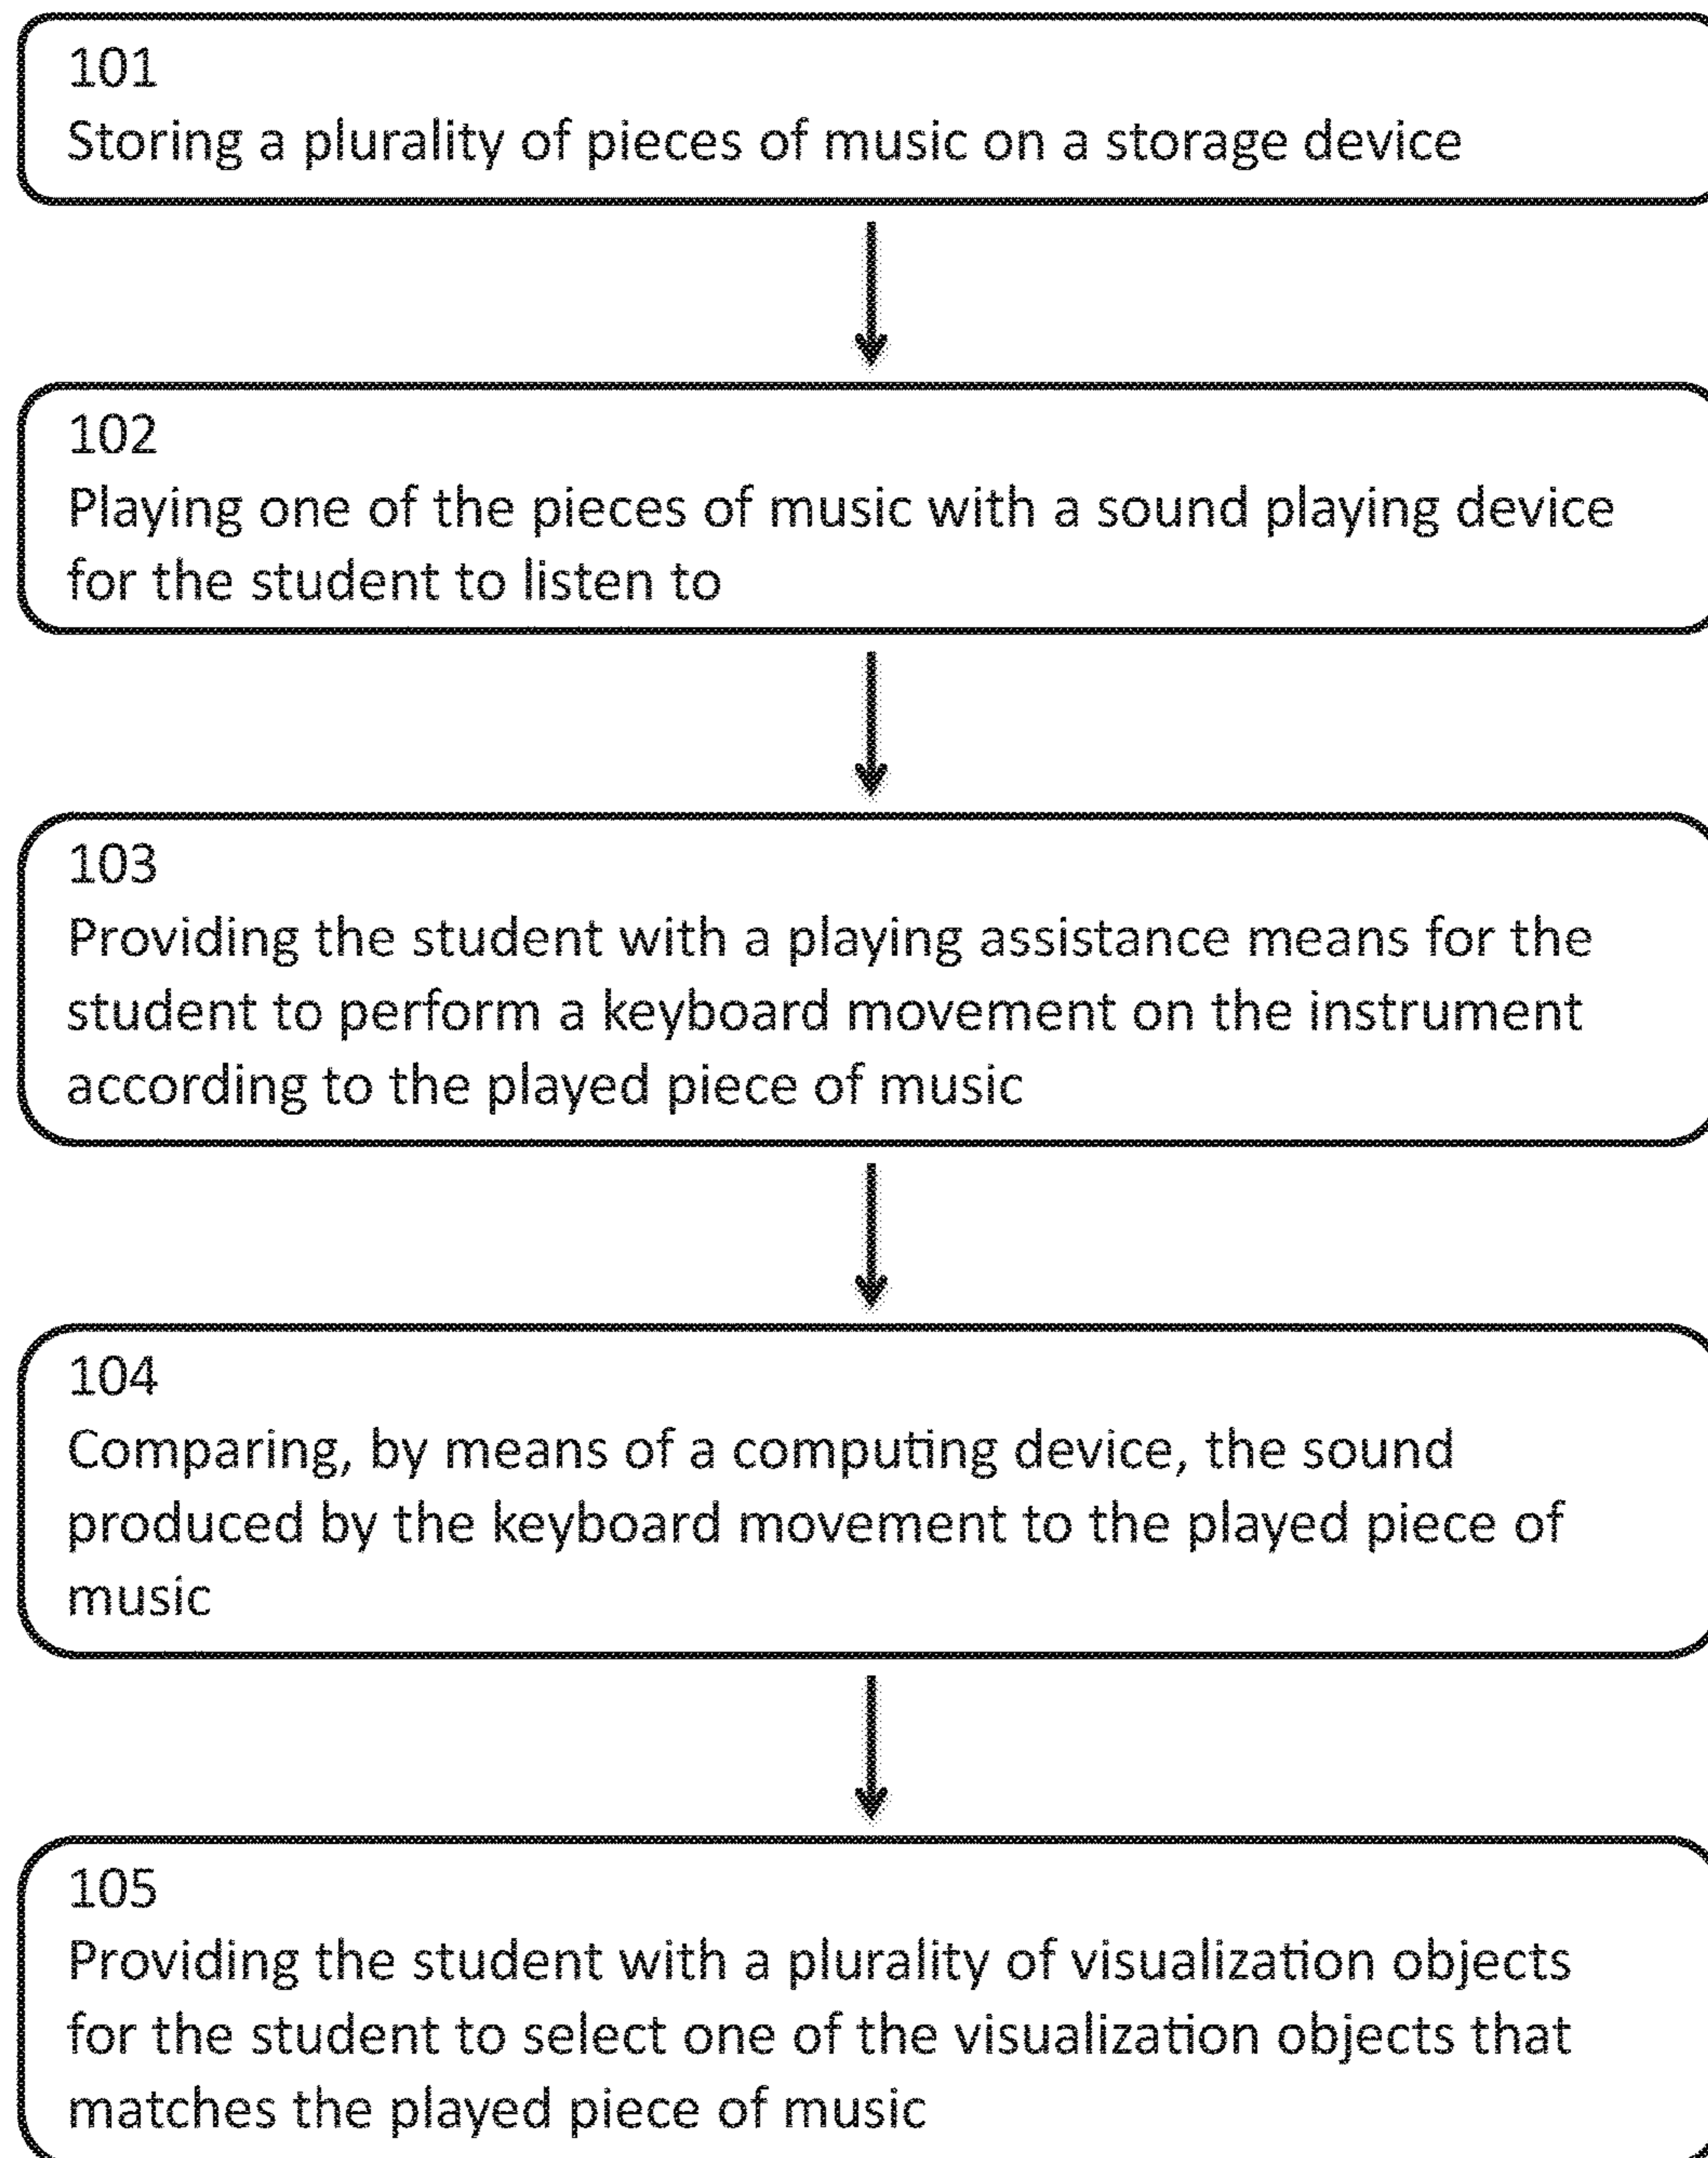 101
Storing a plurality of pieces of music on a storage device
102
Playing one of the pieces of music with a sound playing device
for the student to listen to
103
Providing the student with a playing assistance means for the
student to perform a keyboard movement on the instrument
according to the played piece of music
104
Comparing, by means of a computing device, the sound
produced by the keyboard movement to the played piece of
music
105
Providing the student with a plurality of visualization objects
for the student to select one of the visualization objects that
matches the played piece of music